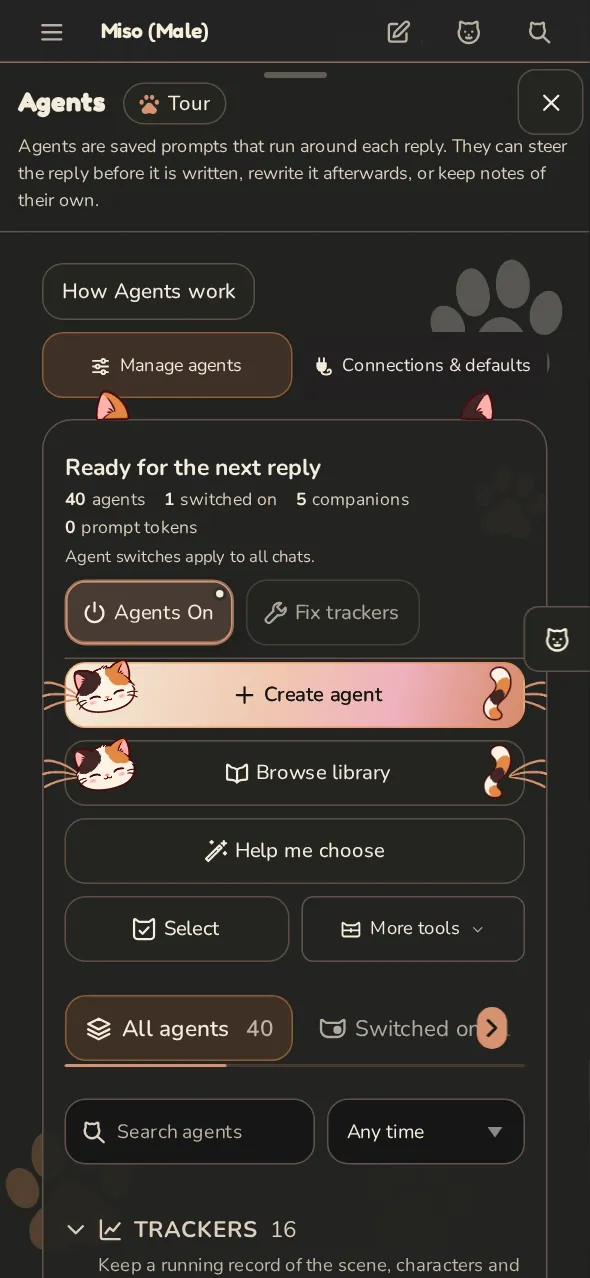 Miso (Male)
Agents
Tour
Agents are saved prompts that run around each reply. They can steer
the reply before it is written, rewrite it afterwards, or keep notes of
their own.
How Agents work
Manage agents
Connections & defaults
Ready for the next reply
40 agents 1 switched on 5 companions
0 prompt tokens
Agent switches apply to all chats.
Agents On
Fix trackers
Create agent
Browse library
Help me choose
Select
More tools
All agents 40
Switched on
Search agents
Any time
TRACKERS 16
Keep a running record of the scene, characters and